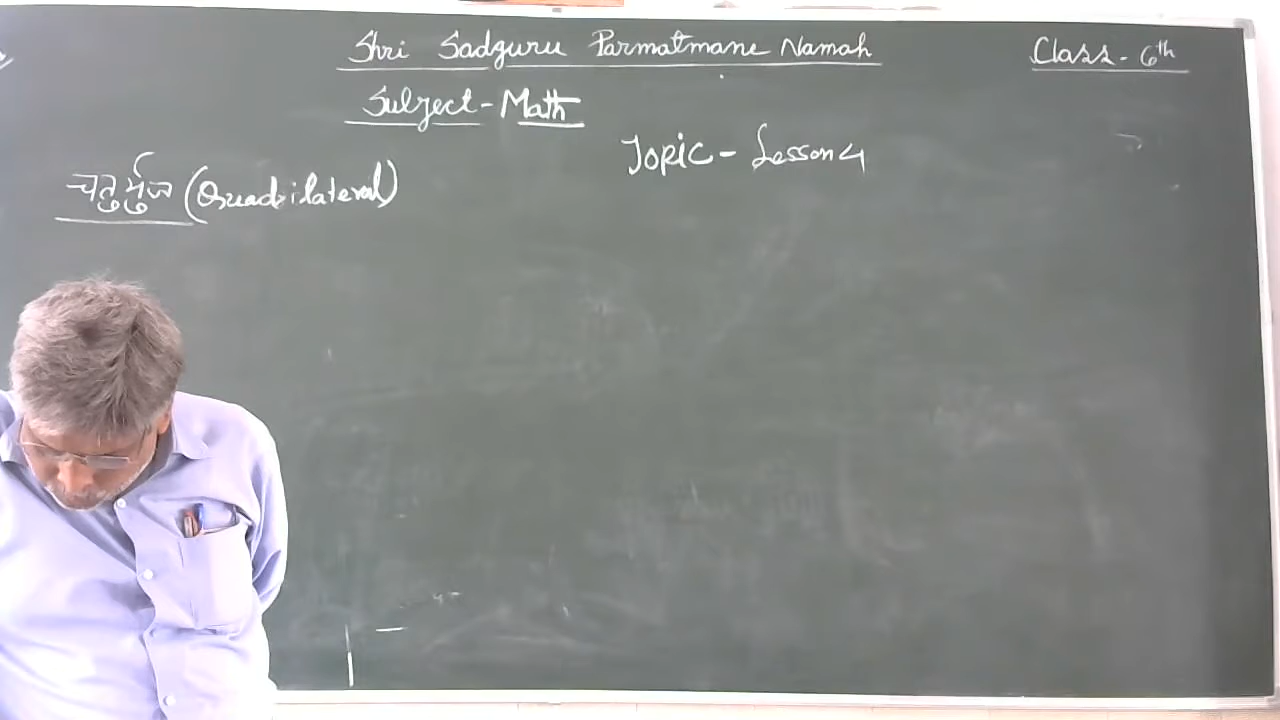 Shri Sadguru Parmatmane Namah
Class - 6th
Subject - Math
Topic - Lesson 4
चतुर्भुज (Quadrilateral)